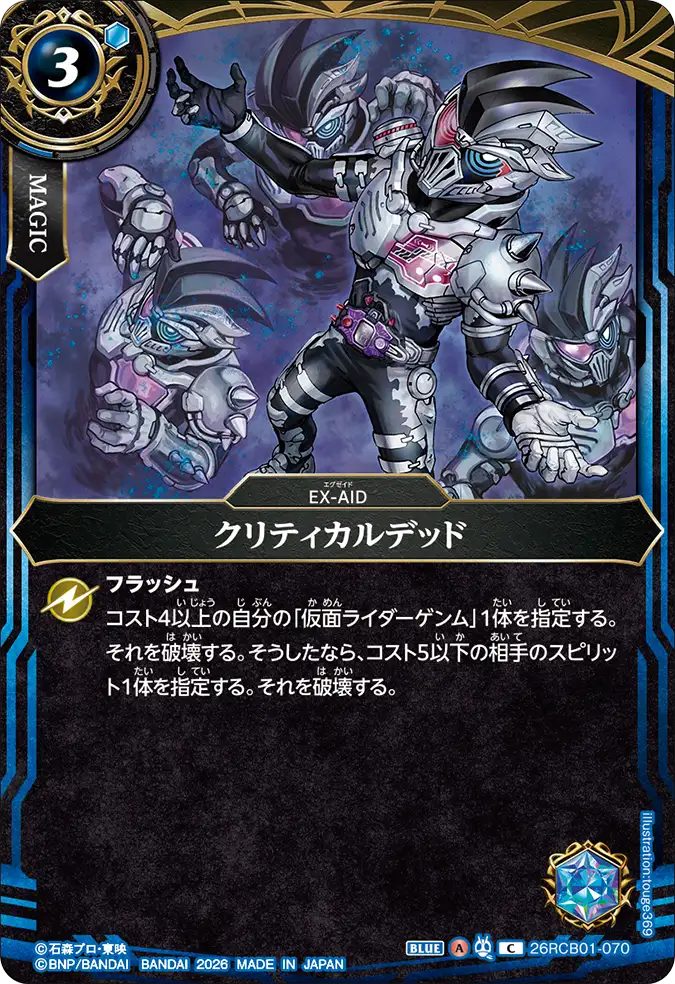 3
MAGIC
エグゼイド
EX-AID
クリティカルデッド
フラッシュ
コスト4以上の自分の「仮面ライダーゲンム」1体を指定する。
それを破壊する。そうしたなら、コスト5以下の相手のスピリッ
ト1体を指定する。それを破壊する。
illustration:touge369
©石森プロ・東映
©BNP/BANDAI BANDAI 2026 MADE IN JAPAN
BLUE A C 26RCB01-070